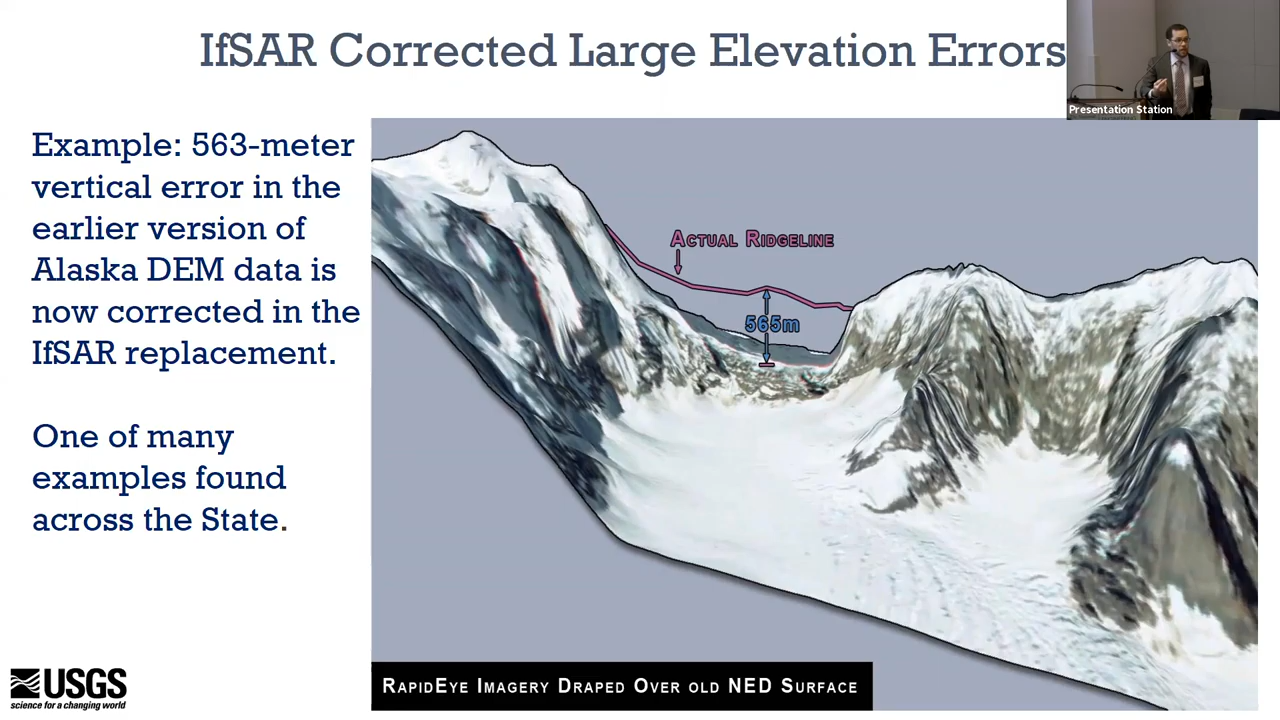 IfSAR Corrected Large Elevation Errors
Presentation Station
Example: 563-meter
vertical error in the
earlier version of
Alaska DEM data is
now corrected in the
IfSAR replacement.
One of many
examples found
across the State.
Actual Ridgeline
565m
RapidEye Imagery Draped Over old NED Surface
USGS
science for a changing world